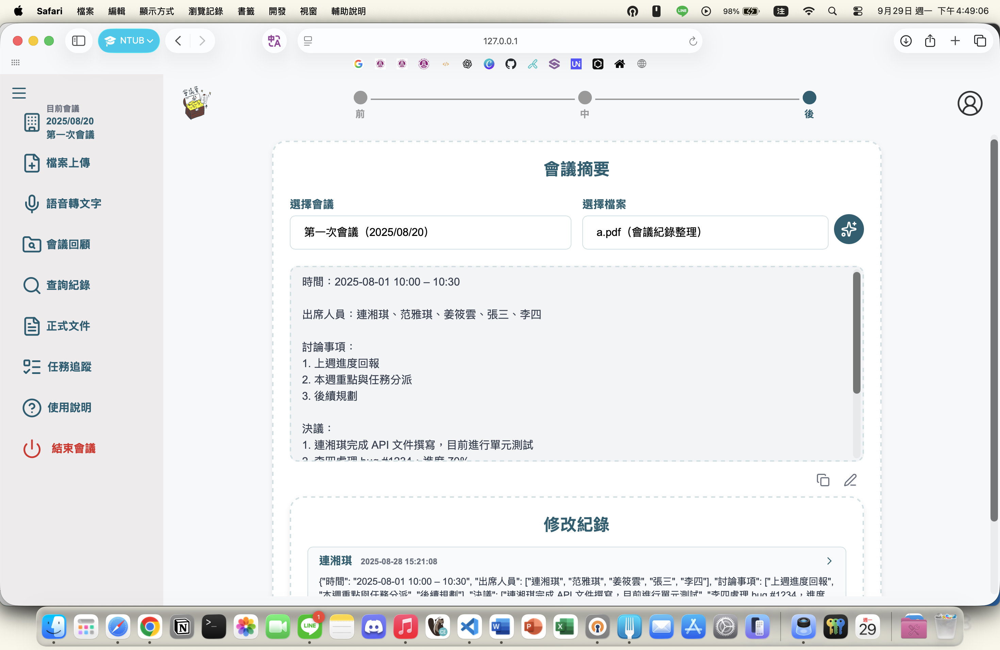 Safari 檔案 編輯 顯示方式 瀏覽記錄 書籤 開發 視窗 輔助說明
LINE 98% 注 9月29日 週一 下午4:49:06
NTUB
中A
127.0.0.1
</> C UN
目前會議
2025/08/20
第一次會議
檔案上傳
語音轉文字
會議回顧
查詢紀錄
正式文件
任務追蹤
使用說明
結束會議
會議寶
前 中 後
會議摘要
選擇會議 選擇檔案
第一次會議（2025/08/20） a.pdf（會議紀錄整理）
時間：2025-08-01 10:00 – 10:30
出席人員：連湘琪、范雅琪、姜筱雲、張三、李四
討論事項：
1. 上週進度回報
2. 本週重點與任務分派
3. 後續規劃
決議：
1. 連湘琪完成 API 文件撰寫，目前進行單元測試
2. 李四處理 bug #1234，進度 70%
修改紀錄
連湘琪 2025-08-28 15:21:08
{"時間": "2025-08-01 10:00 – 10:30", "出席人員": ["連湘琪", "范雅琪", "姜筱雲", "張三", "李四"], "討論事項": ["上週進度回報",
"本週重點與任務分派", "後續規劃"], "決議": ["連湘琪完成 API 文件撰寫，目前進行單元測試", "李四處理 bug #1234，進度
>_ LINE 1 CE W P X 週一 29